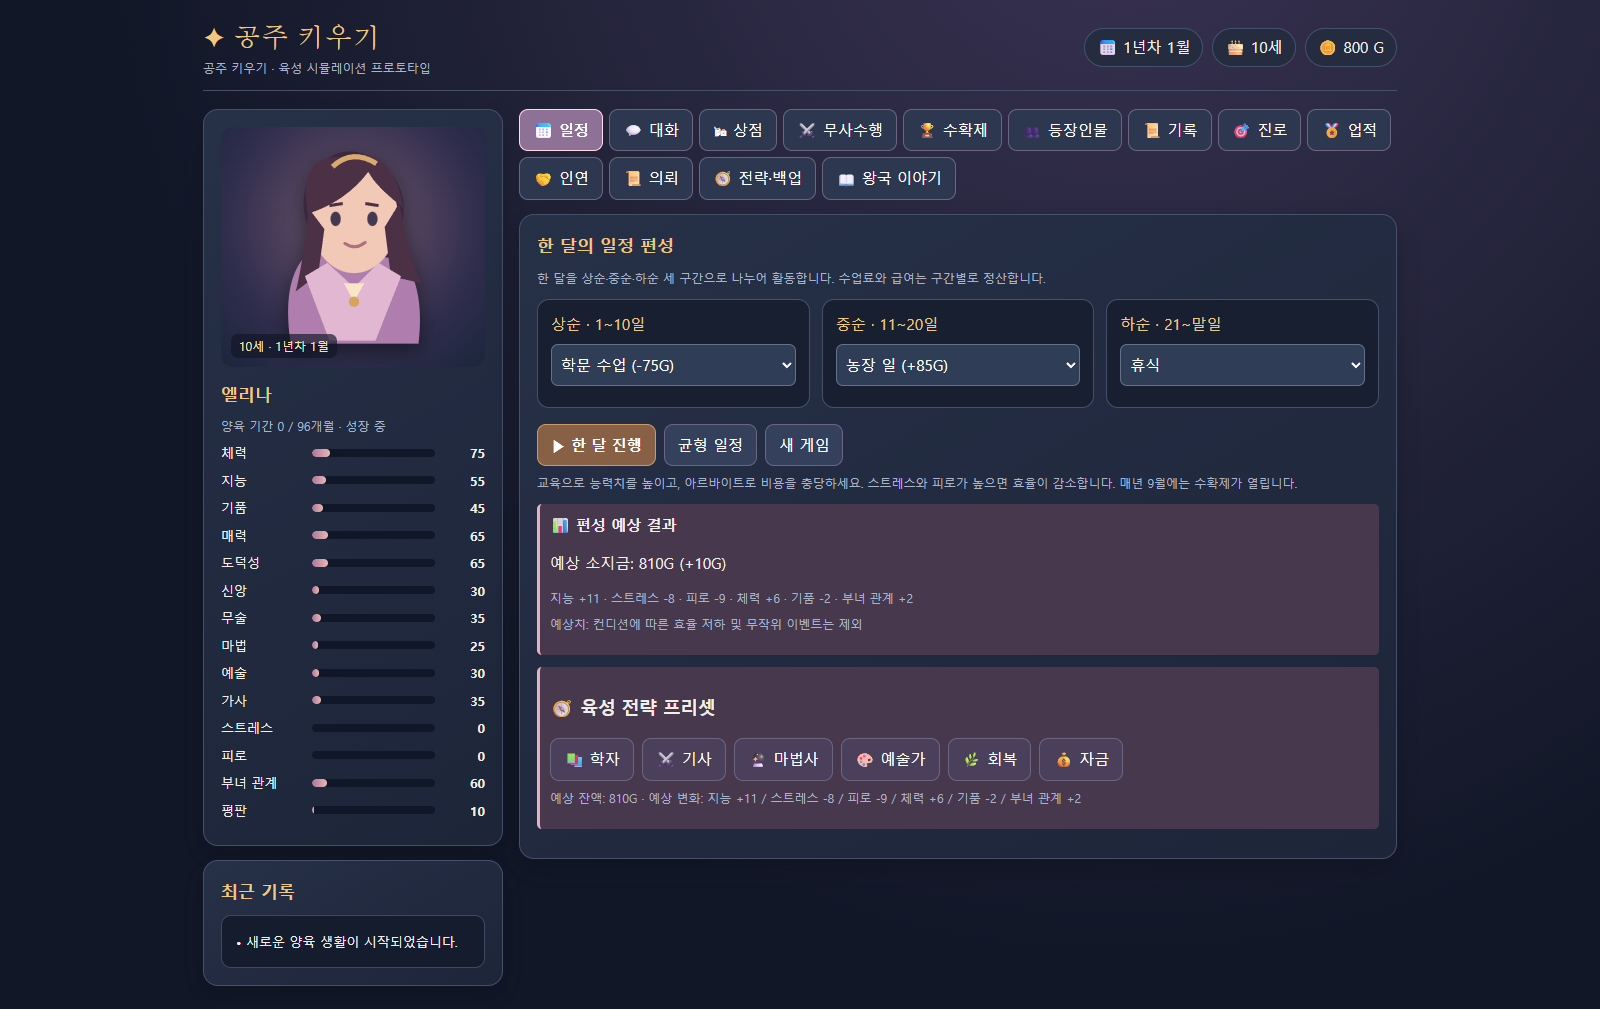 ✦ 공주 키우기
공주 키우기 · 육성 시뮬레이션 프로토타입
1년차 1월
10세
800 G
10세 · 1년차 1월
엘리나
양육 기간 0 / 96개월 · 성장 중
체력 75
지능 55
기품 45
매력 65
도덕성 65
신앙 30
무술 35
마법 25
예술 30
가사 35
스트레스 0
피로 0
부녀 관계 60
평판 10
최근 기록
• 새로운 양육 생활이 시작되었습니다.
일정 대화 상점 무사수행 수확제 등장인물 기록 진로 업적
인연 의뢰 전략·백업 왕국 이야기
한 달의 일정 편성
한 달을 상순·중순·하순 세 구간으로 나누어 활동합니다. 수업료와 급여는 구간별로 정산합니다.
상순 · 1~10일
학문 수업 (-75G)
중순 · 11~20일
농장 일 (+85G)
하순 · 21~말일
휴식
▶ 한 달 진행 균형 일정 새 게임
교육으로 능력치를 높이고, 아르바이트로 비용을 충당하세요. 스트레스와 피로가 높으면 효율이 감소합니다. 매년 9월에는 수확제가 열립니다.
편성 예상 결과
예상 소지금: 810G (+10G)
지능 +11 · 스트레스 -8 · 피로 -9 · 체력 +6 · 기품 -2 · 부녀 관계 +2
예상치: 컨디션에 따른 효율 저하 및 무작위 이벤트는 제외
육성 전략 프리셋
학자 기사 마법사 예술가 회복 자금
예상 잔액: 810G · 예상 변화: 지능 +11 / 스트레스 -8 / 피로 -9 / 체력 +6 / 기품 -2 / 부녀 관계 +2